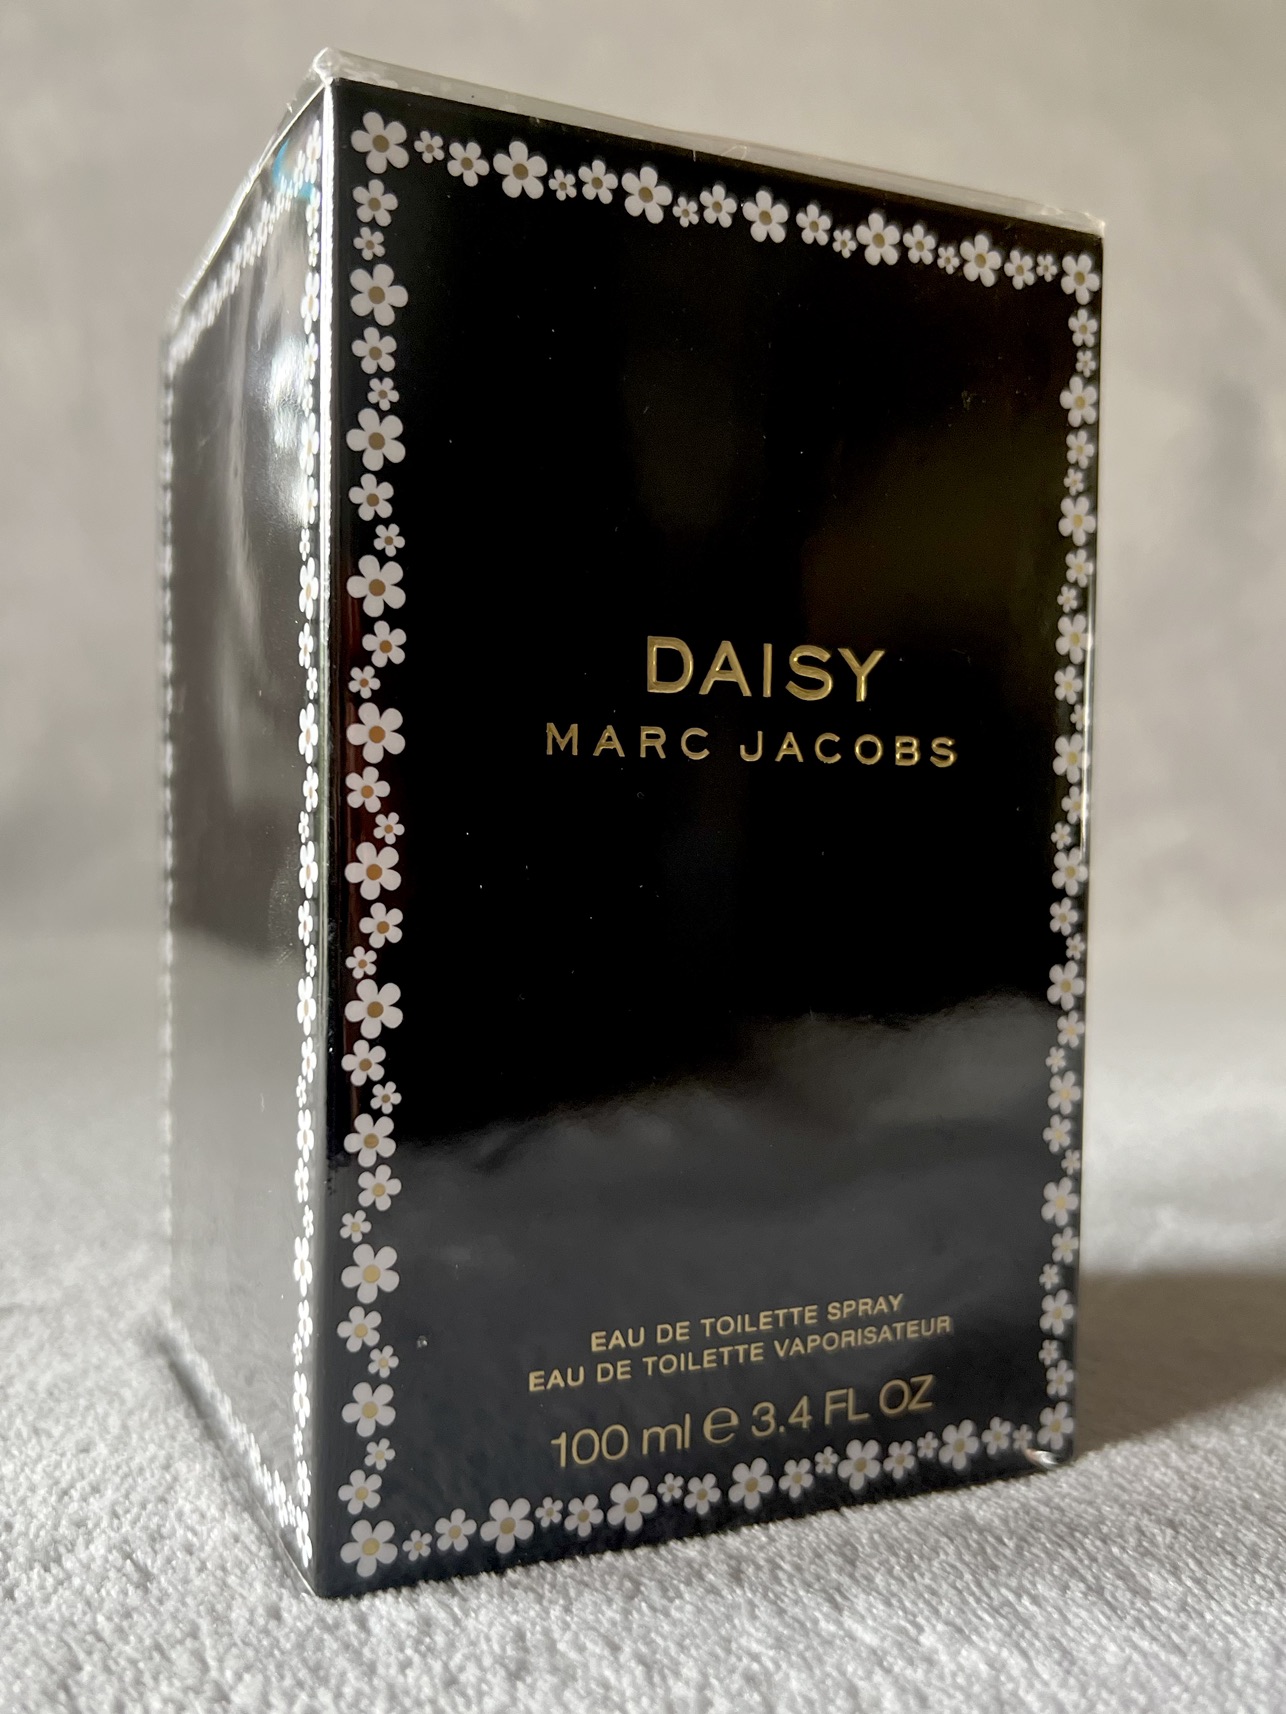 DAISY
MARC JACOBS
EAU DE TOILETTE SPRAY
EAU DE TOILETTE VAPORISATEUR
100 ml ℮ 3.4 FL OZ